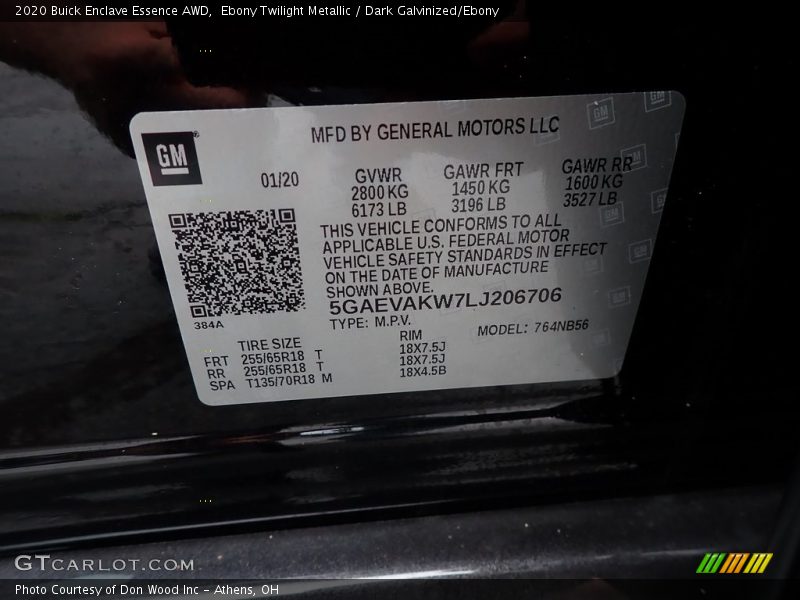 2020 Buick Enclave Essence AWD,  Ebony Twilight Metallic / Dark Galvinized/Ebony
MFD BY GENERAL MOTORS LLC
GM
01/20
GVWR
2800 KG
6173 LB
GAWR FRT
1450 KG
3196 LB
GAWR RR
1600 KG
3527 LB
THIS VEHICLE CONFORMS TO ALL
APPLICABLE U.S. FEDERAL MOTOR
VEHICLE SAFETY STANDARDS IN EFFECT
ON THE DATE OF MANUFACTURE
SHOWN ABOVE.
5GAEVAKW7LJ206706
TYPE: M.P.V.
MODEL: 764NB56
384A
TIRE SIZE
RIM
FRT 255/65R18 T 18X7.5J
RR 255/65R18 T 18X7.5J
SPA T135/70R18 M 18X4.5B
GTCARLOT.COM
Photo Courtesy of Don Wood Inc - Athens, OH